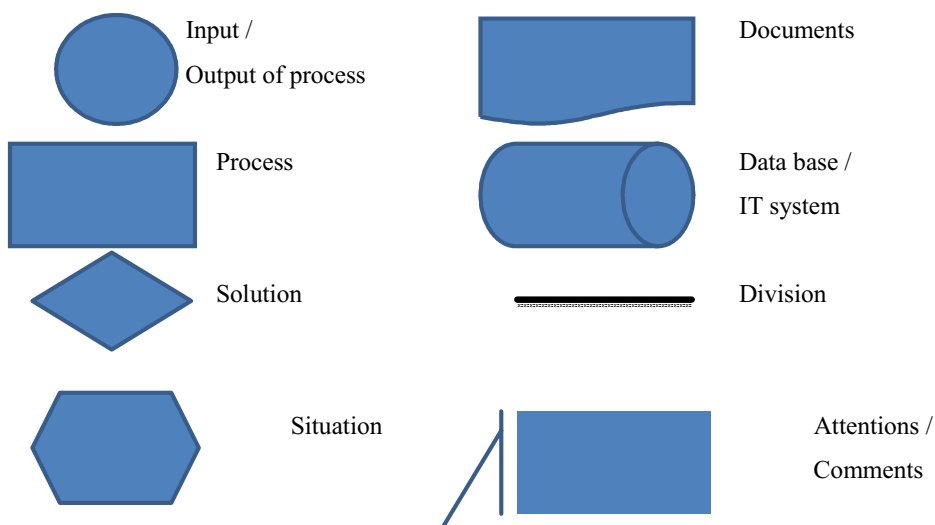 Input /
Output of process
Documents
Process
Data base /
IT system
Solution
Division
Situation
Attentions /
Comments